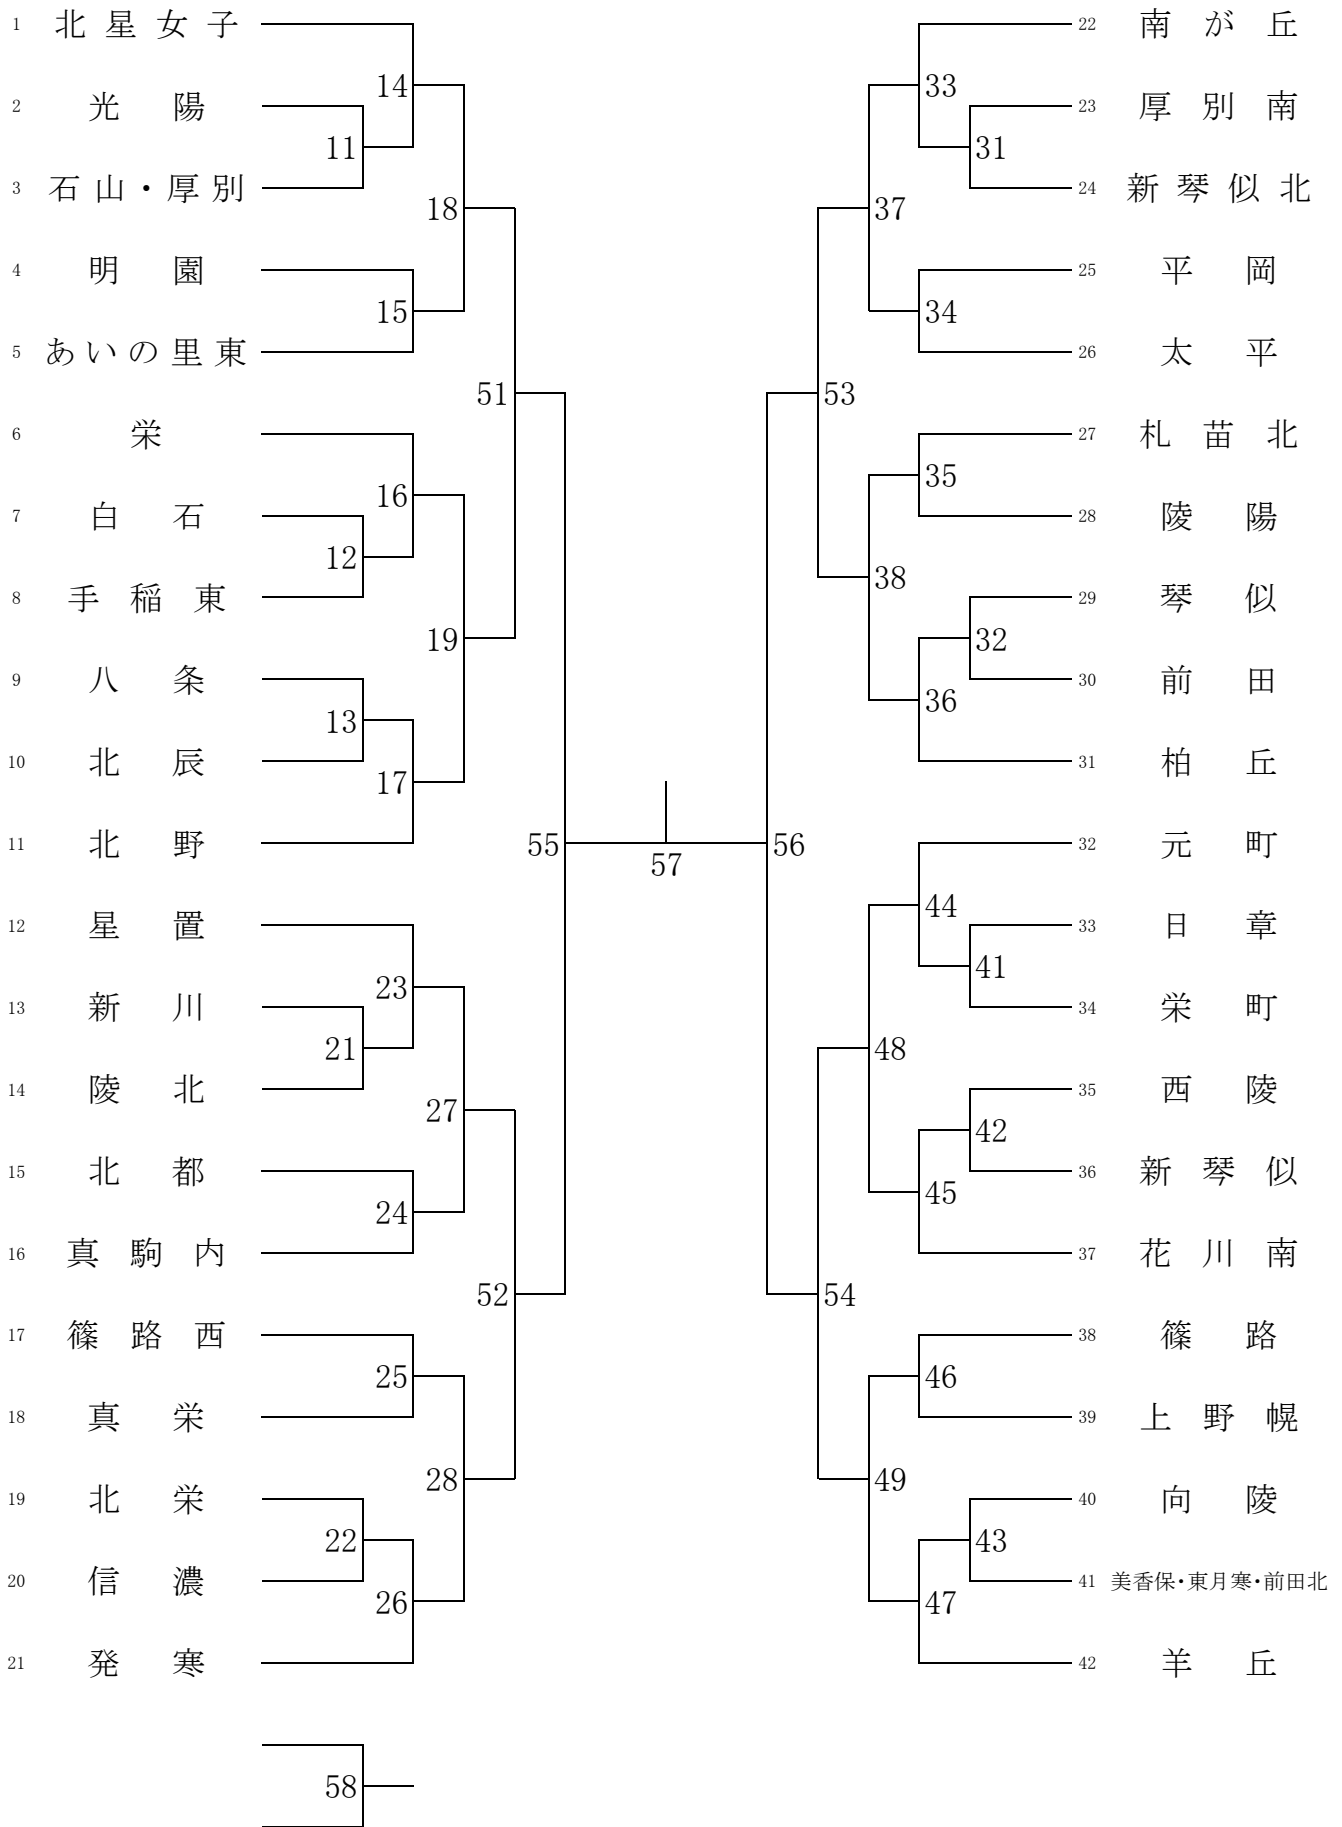 1 北星女子
14
2 光陽
11
3 石山・厚別
18
4 明園
15
5 あいの里東
51
6 栄
16
7 白石
12
8 手稲東
19
9 八条
13
10 北辰
17
11 北野
55
12 星置
23
13 新川
21
14 陵北
27
15 北都
24
16 真駒内
52
17 篠路西
25
18 真栄
28
19 北栄
22
20 信濃
26
21 発寒
58
57
22 南が丘
33
23 厚別南
31
24 新琴似北
37
25 平岡
34
26 太平
53
27 札苗北
35
28 陵陽
38
29 琴似
32
30 前田
36
31 柏丘
56
32 元町
44
33 日章
41
34 栄町
48
35 西陵
42
36 新琴似
45
37 花川南
54
38 篠路
46
39 上野幌
49
40 向陵
43
41 美香保・東月寒・前田北
47
42 羊丘